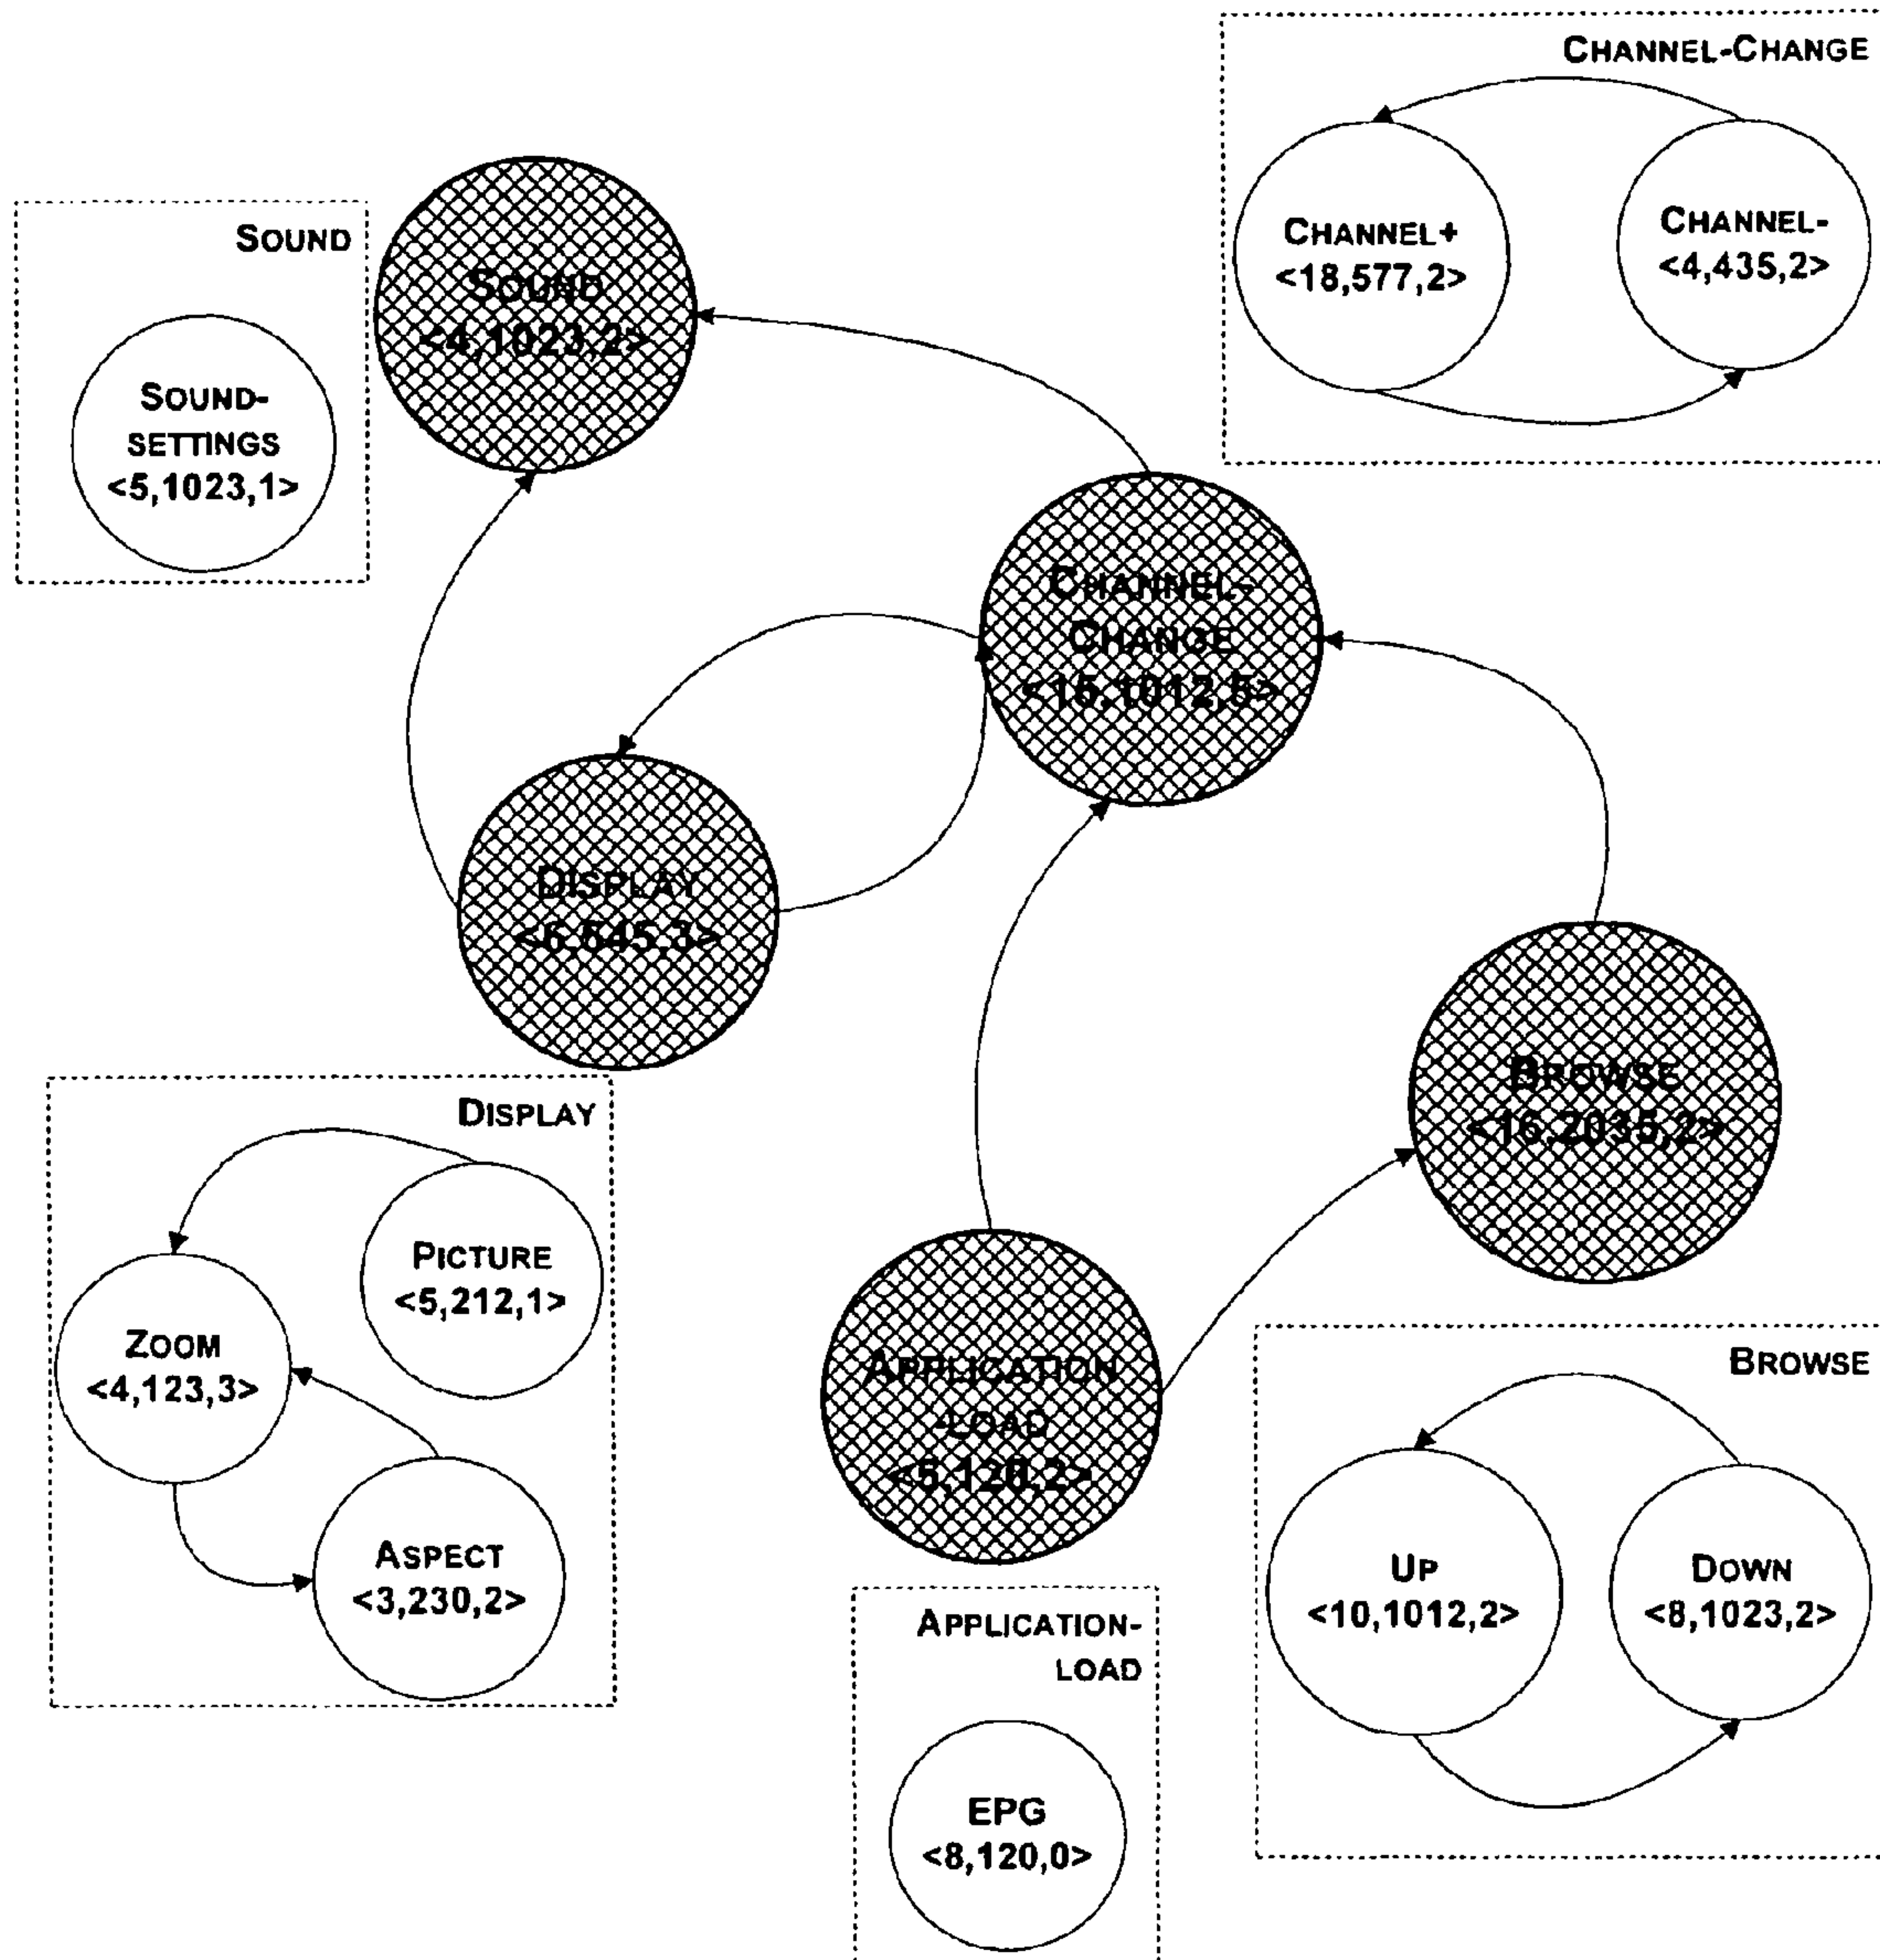 CHANNEL-CHANGE
CHANNEL+
<18,577,2>
CHANNEL-
<4,435,2>
SOUND
SOUND-
SETTINGS
<5,1023,1>
SOUND
<4,1023,2>
CHANNEL-
CHANGE
<15,1012,5>
DISPLAY
BROWSE
<16,2035,2>
APPLICATION
-LOAD
<5,120,2>
DISPLAY
PICTURE
<5,212,1>
ZOOM
<4,123,3>
ASPECT
<3,230,2>
BROWSE
UP
<10,1012,2>
DOWN
<8,1023,2>
APPLICATION-
LOAD
EPG
<8,120,0>